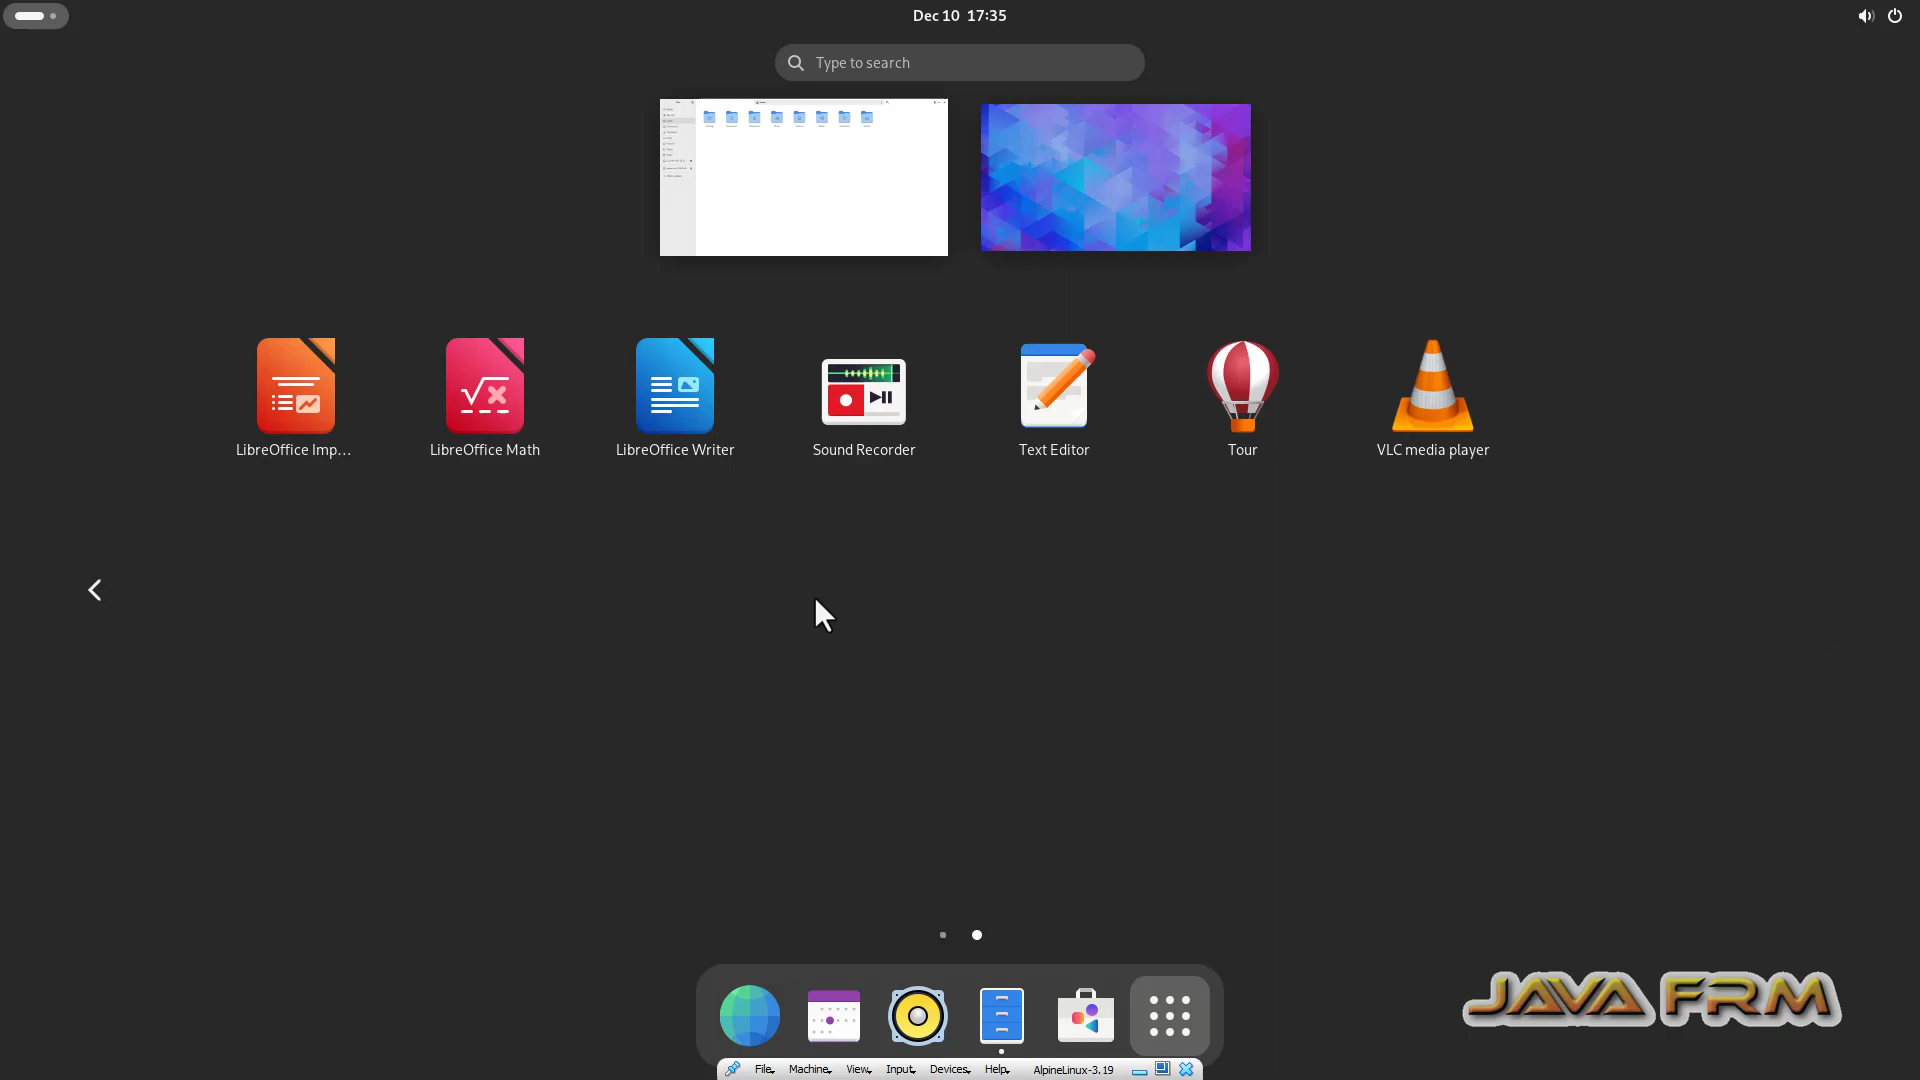 Dec 10 17:35
Type to search
LibreOffice Imp...
LibreOffice Math
LibreOffice Writer
Sound Recorder
Text Editor
Tour
VLC media player
JAVA FRM
File
Machine
View
Input
Devices
Help
AlpineLinux-3.19